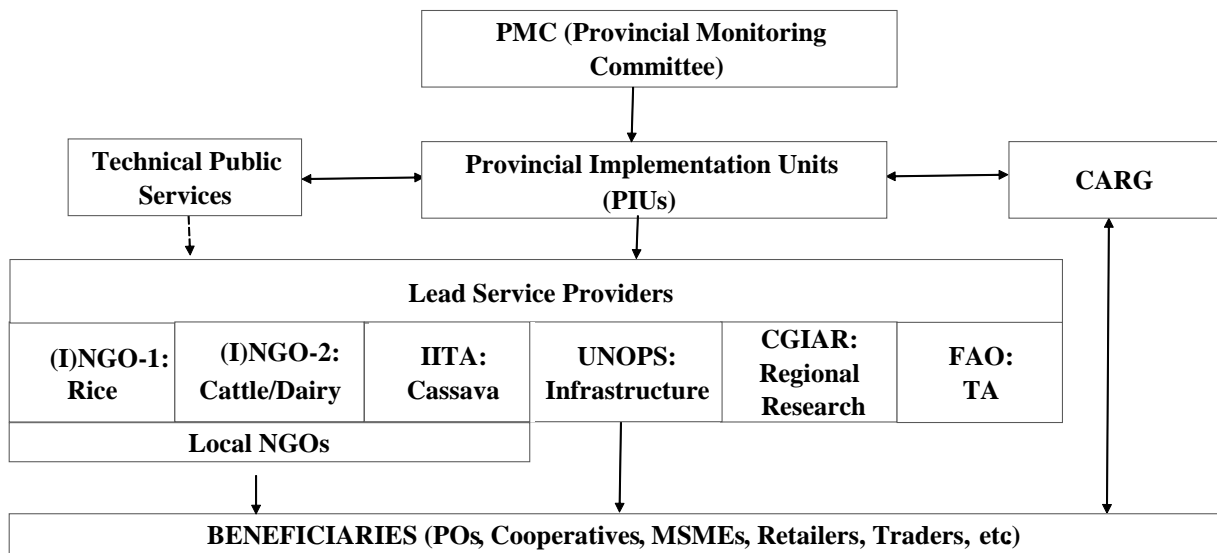 PMC (Provincial Monitoring
Committee)
Technical Public
Services
Provincial Implementation Units
(PIUs)
CARG
Lead Service Providers
(I)NGO-1:
Rice
(I)NGO-2:
Cattle/Dairy
IITA:
Cassava
UNOPS:
Infrastructure
CGIAR:
Regional
Research
FAO:
TA
Local NGOs
BENEFICIARIES (POs, Cooperatives, MSMEs, Retailers, Traders, etc)